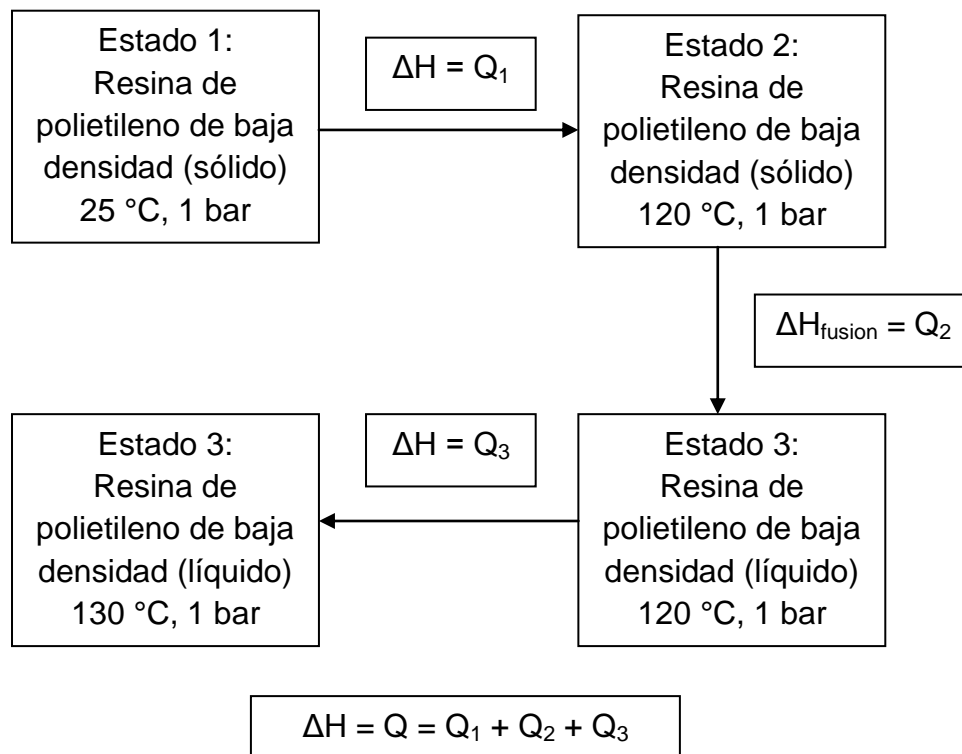 Estado 1:
Resina de
polietileno de baja
densidad (sólido)
25 °C, 1 bar
ΔH = Q₁
Estado 2:
Resina de
polietileno de baja
densidad (sólido)
120 °C, 1 bar
ΔH_fusion = Q₂
Estado 3:
Resina de
polietileno de baja
densidad (líquido)
130 °C, 1 bar
ΔH = Q₃
Estado 3:
Resina de
polietileno de baja
densidad (líquido)
120 °C, 1 bar
ΔH = Q = Q₁ + Q₂ + Q₃